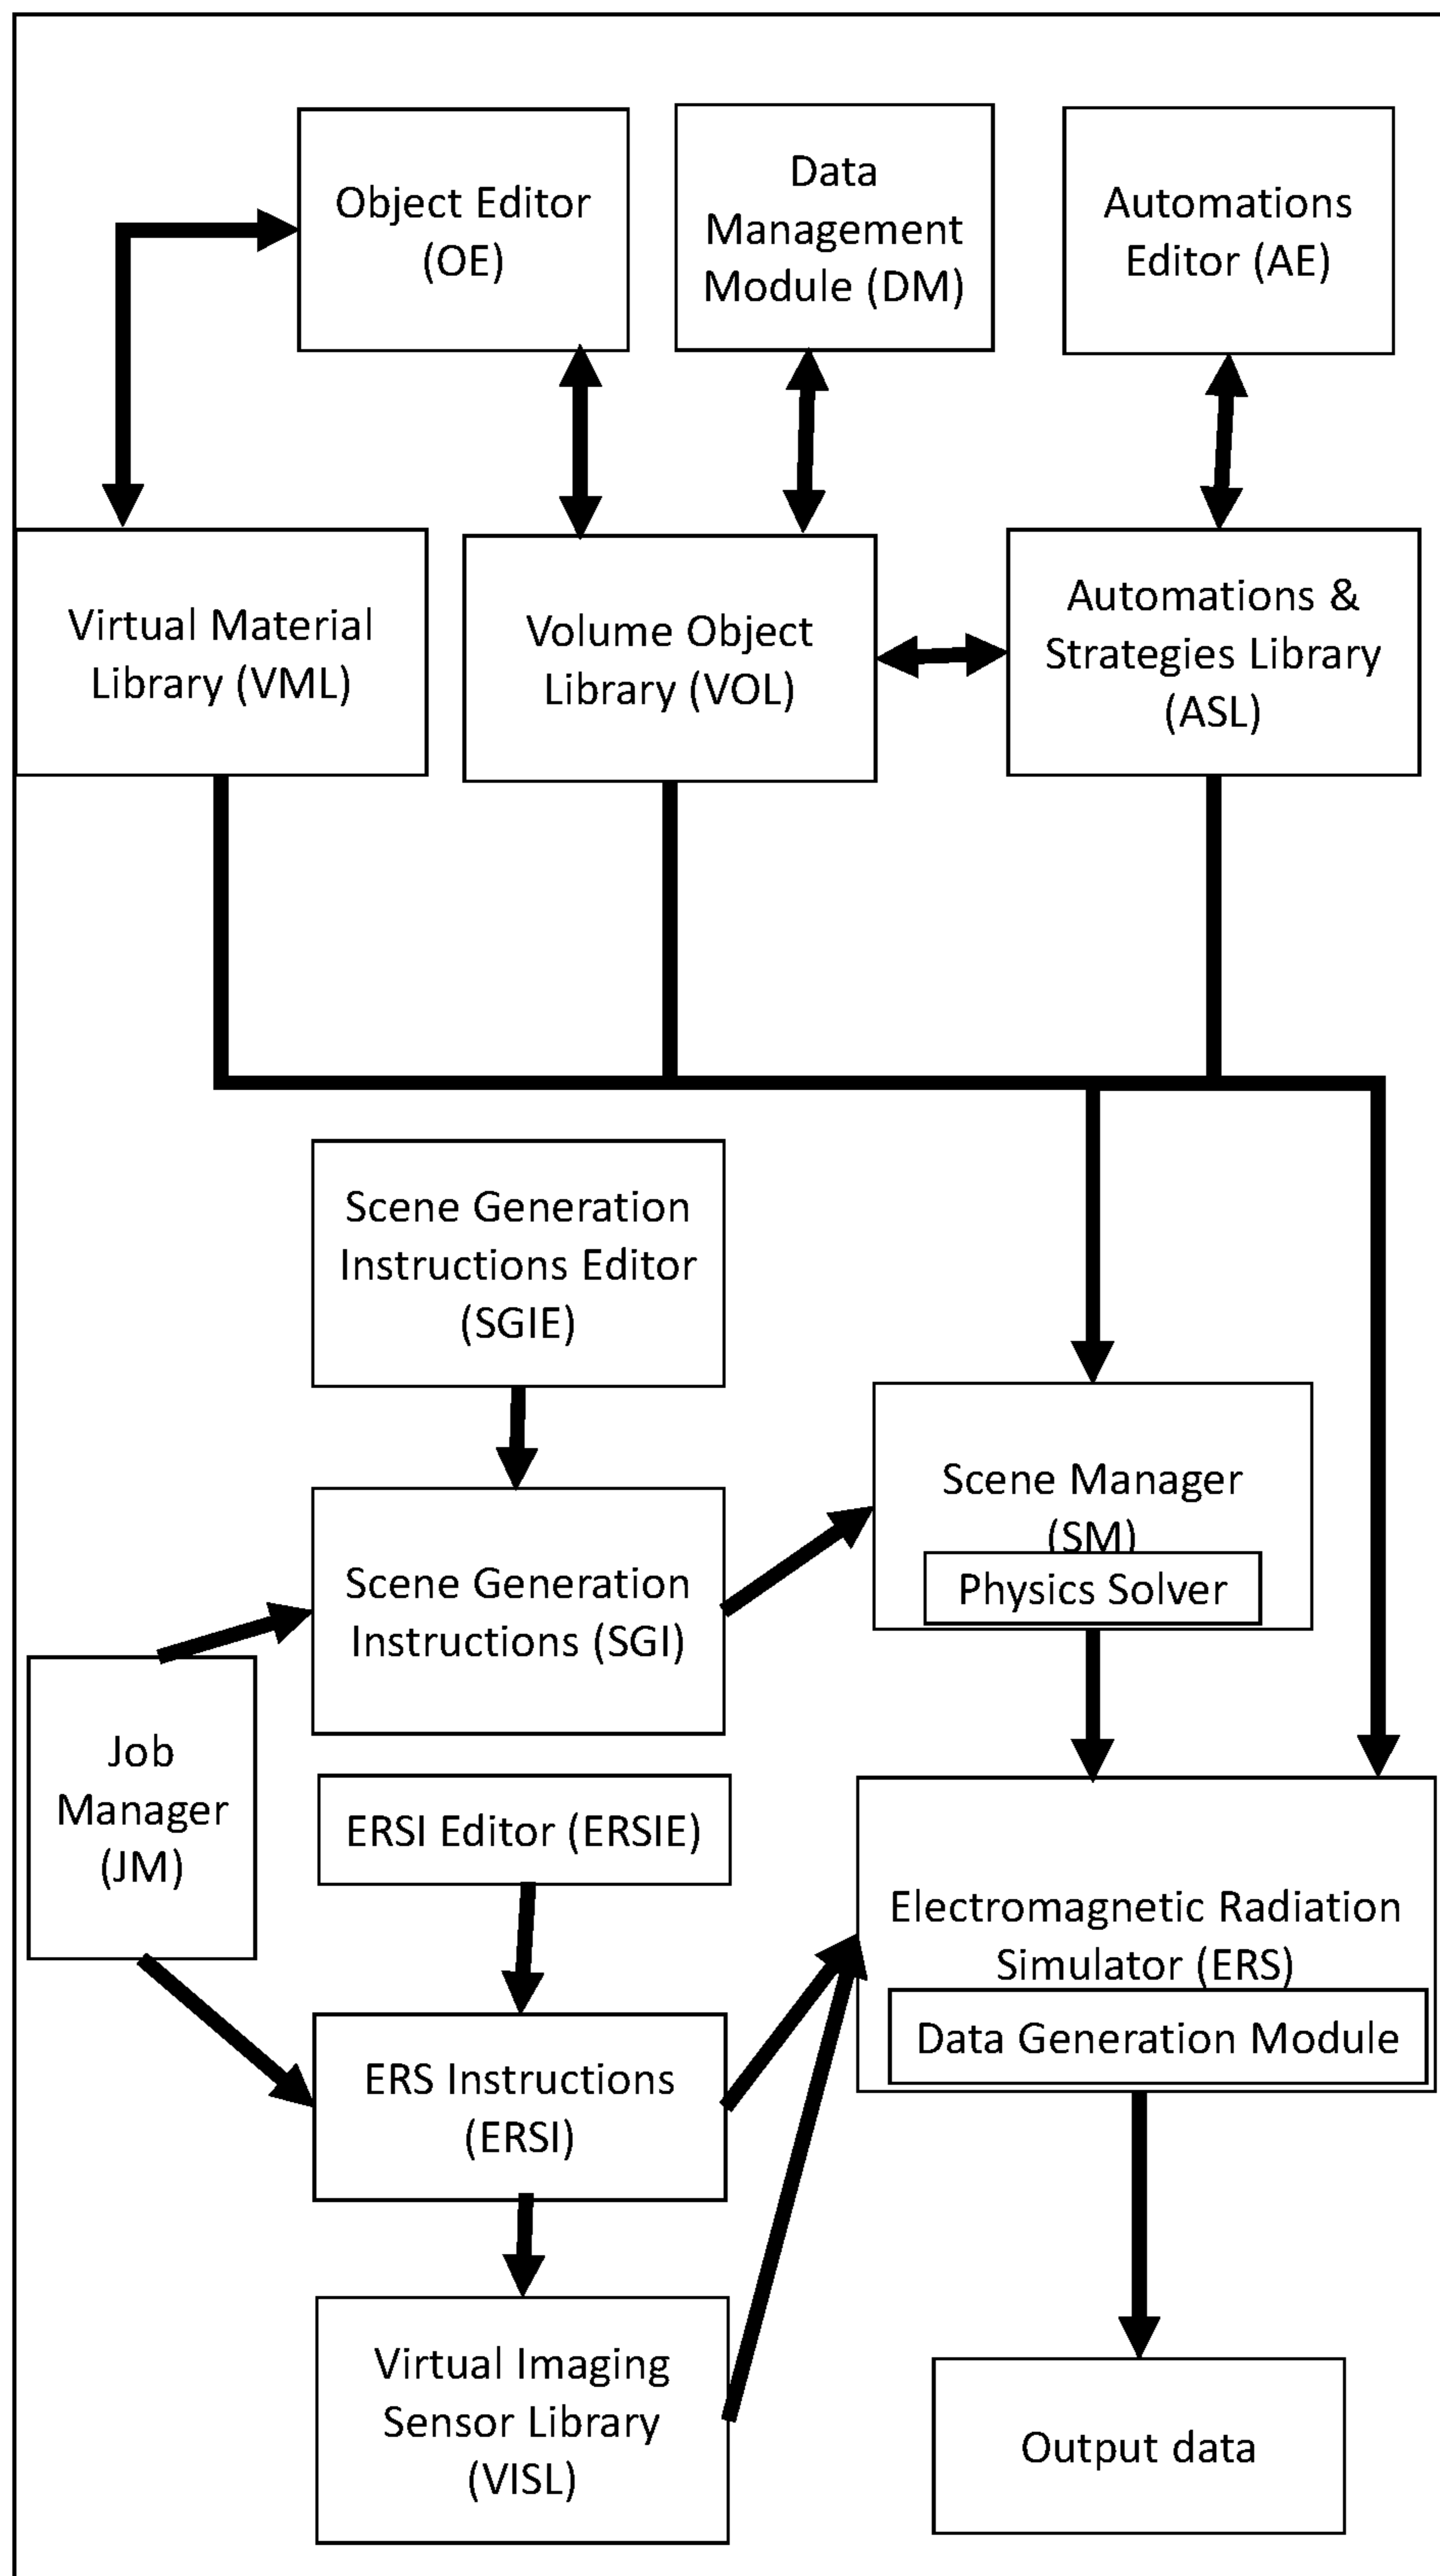 Object Editor
(OE)
Data
Management
Module (DM)
Automations
Editor (AE)
Virtual Material
Library (VML)
Volume Object
Library (VOL)
Automations &
Strategies Library
(ASL)
Scene Generation
Instructions Editor
(SGIE)
Scene Manager
(SM)
Physics Solver
Scene Generation
Instructions (SGI)
Job
Manager
(JM)
ERSI Editor (ERSIE)
Electromagnetic Radiation
Simulator (ERS)
Data Generation Module
ERS Instructions
(ERSI)
Virtual Imaging
Sensor Library
(VISL)
Output data